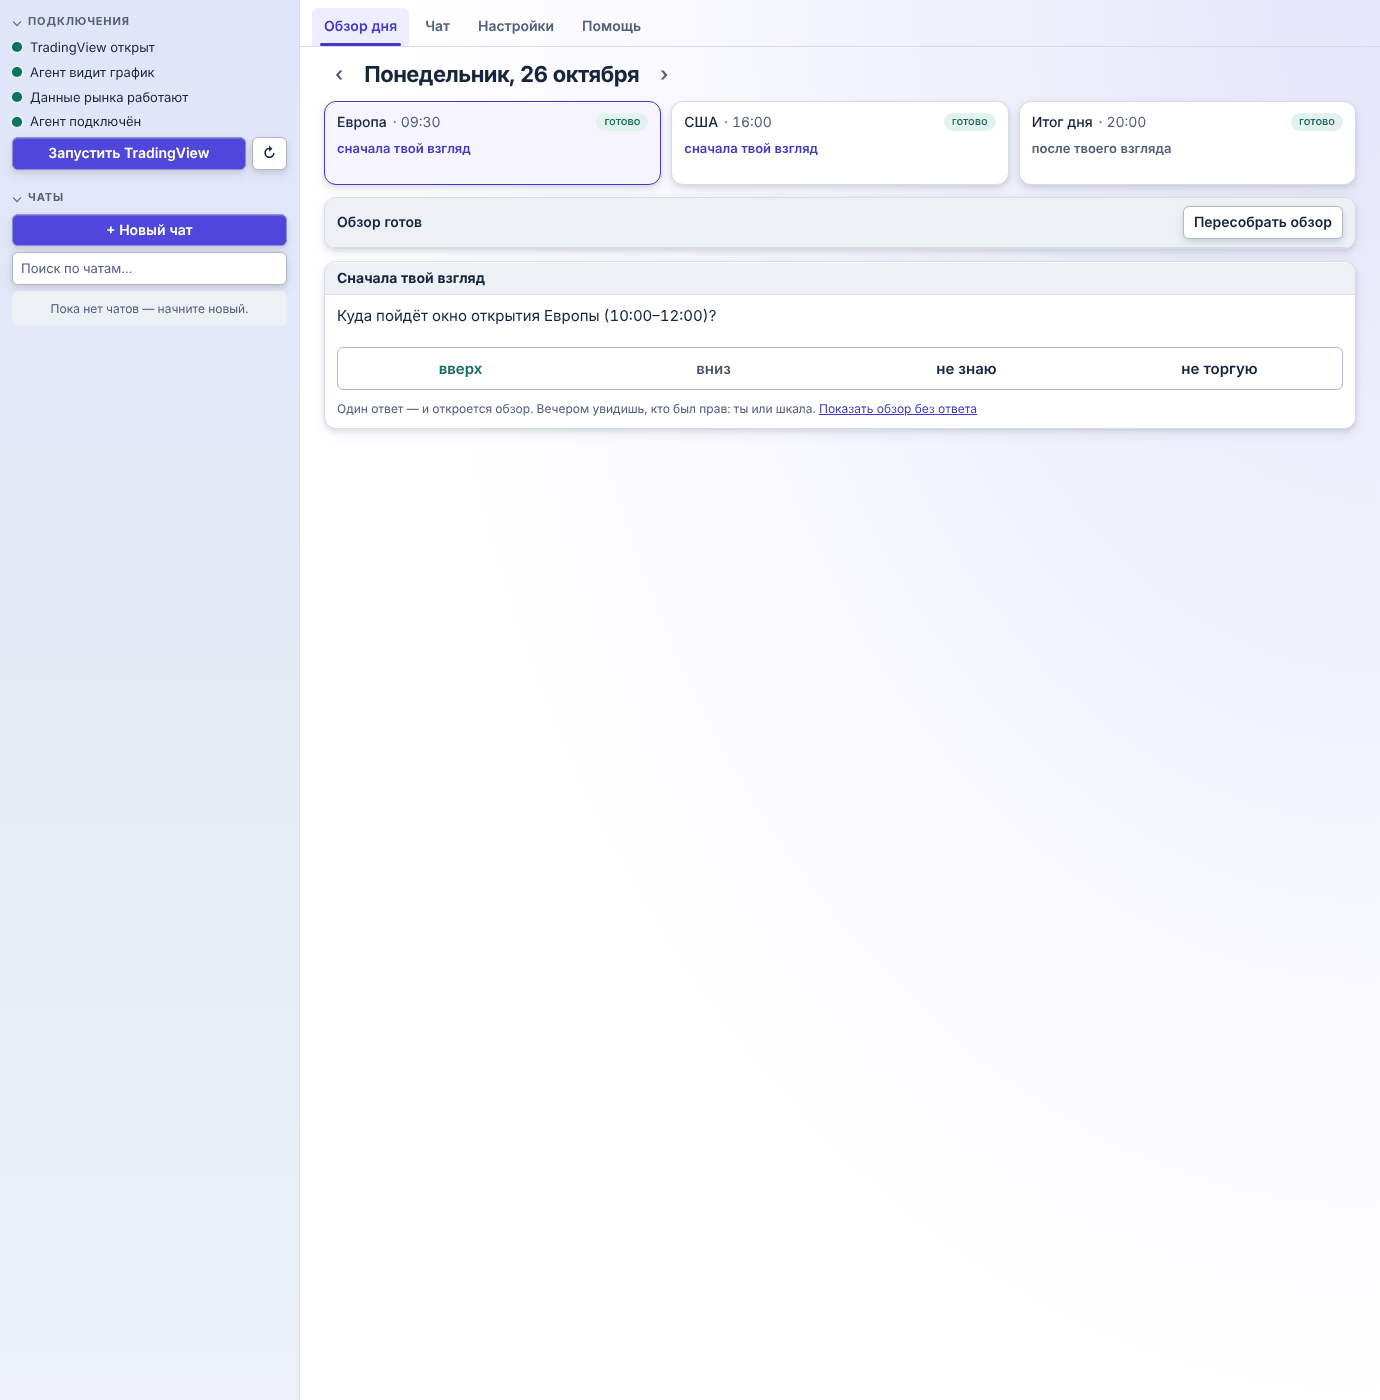 ПОДКЛЮЧЕНИЯ
TradingView открыт
Агент видит график
Данные рынка работают
Агент подключён
Запустить TradingView ↻
ЧАТЫ
+ Новый чат
Поиск по чатам...
Пока нет чатов — начните новый.
Обзор дня Чат Настройки Помощь
‹ Понедельник, 26 октября ›
Европа · 09:30 готово
сначала твой взгляд
США · 16:00 готово
сначала твой взгляд
Итог дня · 20:00 готово
после твоего взгляда
Обзор готов Пересобрать обзор
Сначала твой взгляд
Куда пойдёт окно открытия Европы (10:00–12:00)?
вверх вниз не знаю не торгую
Один ответ — и откроется обзор. Вечером увидишь, кто был прав: ты или шкала. Показать обзор без ответа